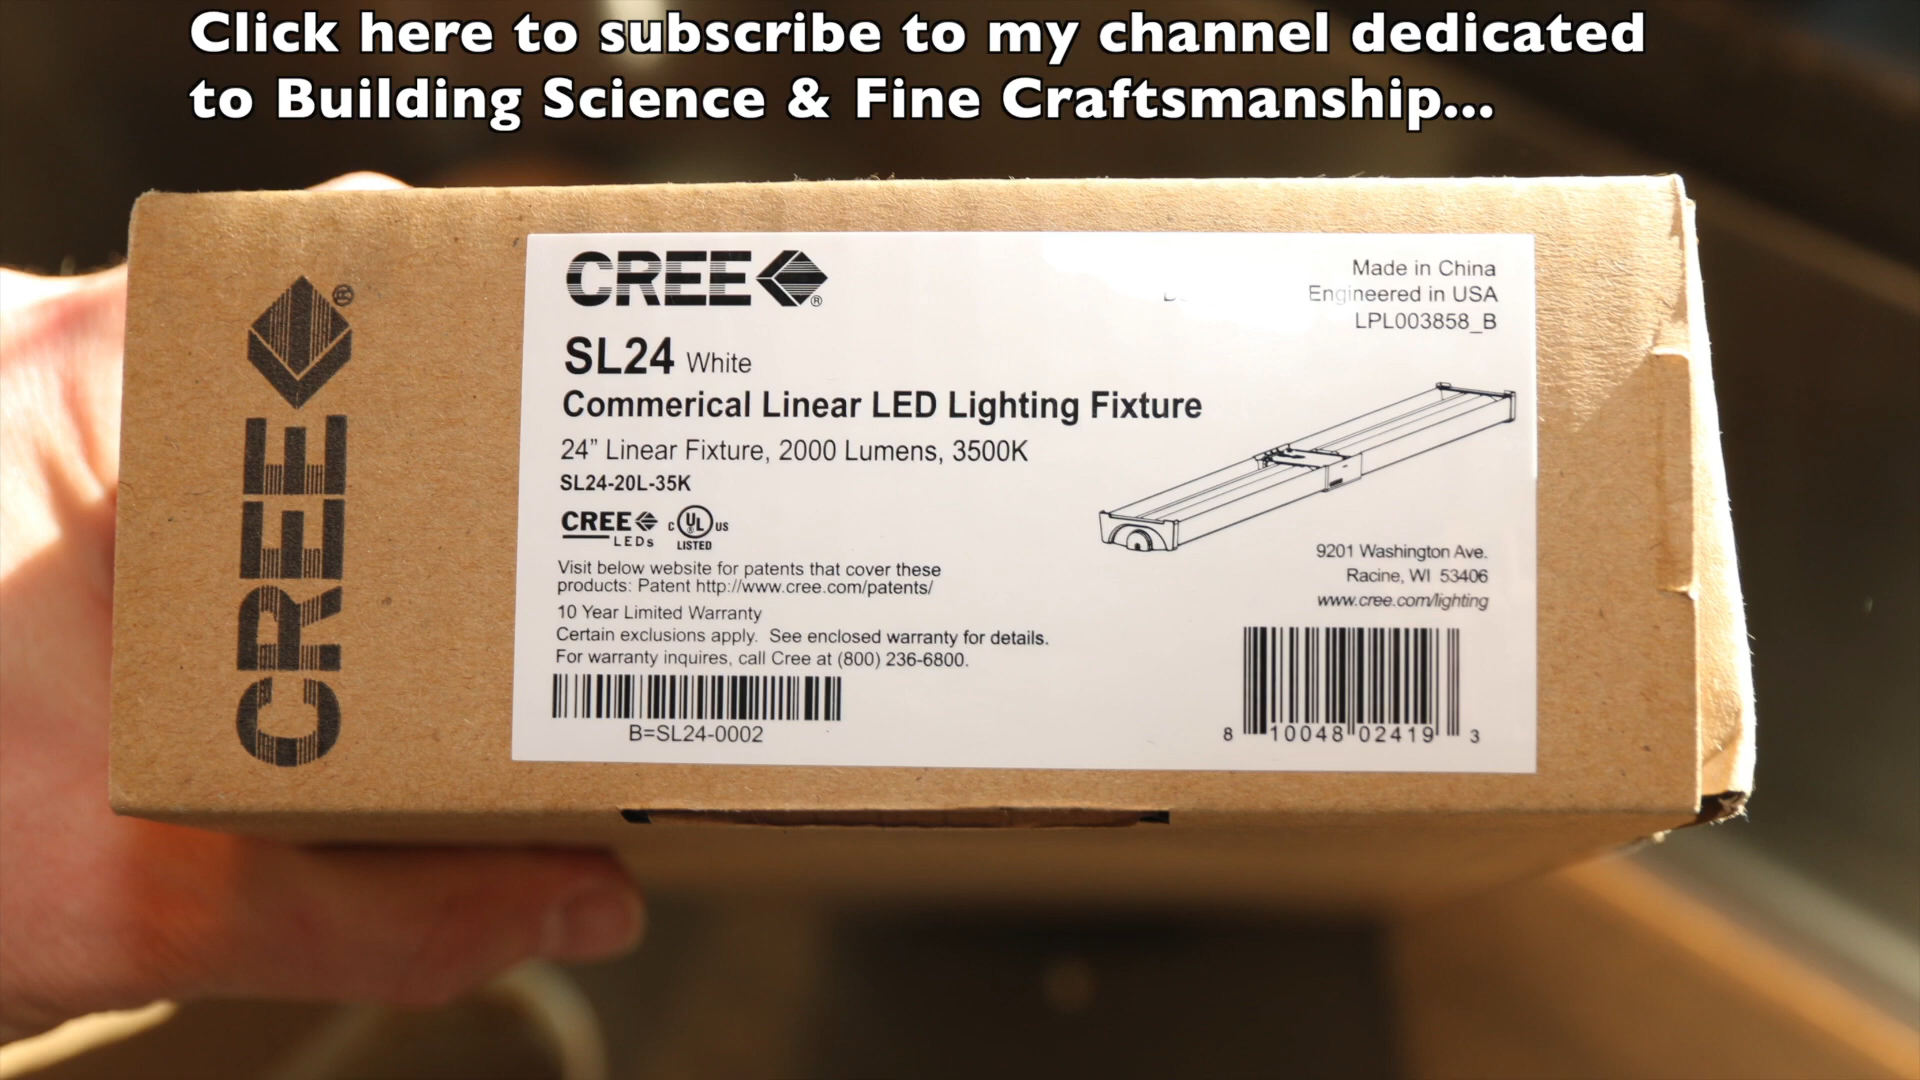 Click here to subscribe to my channel dedicated
to Building Science & Fine Craftsmanship...
CREE®
CREE®
Made in China
Engineered in USA
LPL003858_B
SL24 White
Commerical Linear LED Lighting Fixture
24” Linear Fixture, 2000 Lumens, 3500K
SL24-20L-35K
CREE
LEDs
c UL® US
LISTED
Visit below website for patents that cover these
products: Patent http://www.cree.com/patents/
10 Year Limited Warranty
Certain exclusions apply. See enclosed warranty for details.
For warranty inquires, call Cree at (800) 236-6800.
B=SL24-0002
9201 Washington Ave.
Racine, WI 53406
www.cree.com/lighting
8 10048 02419 3